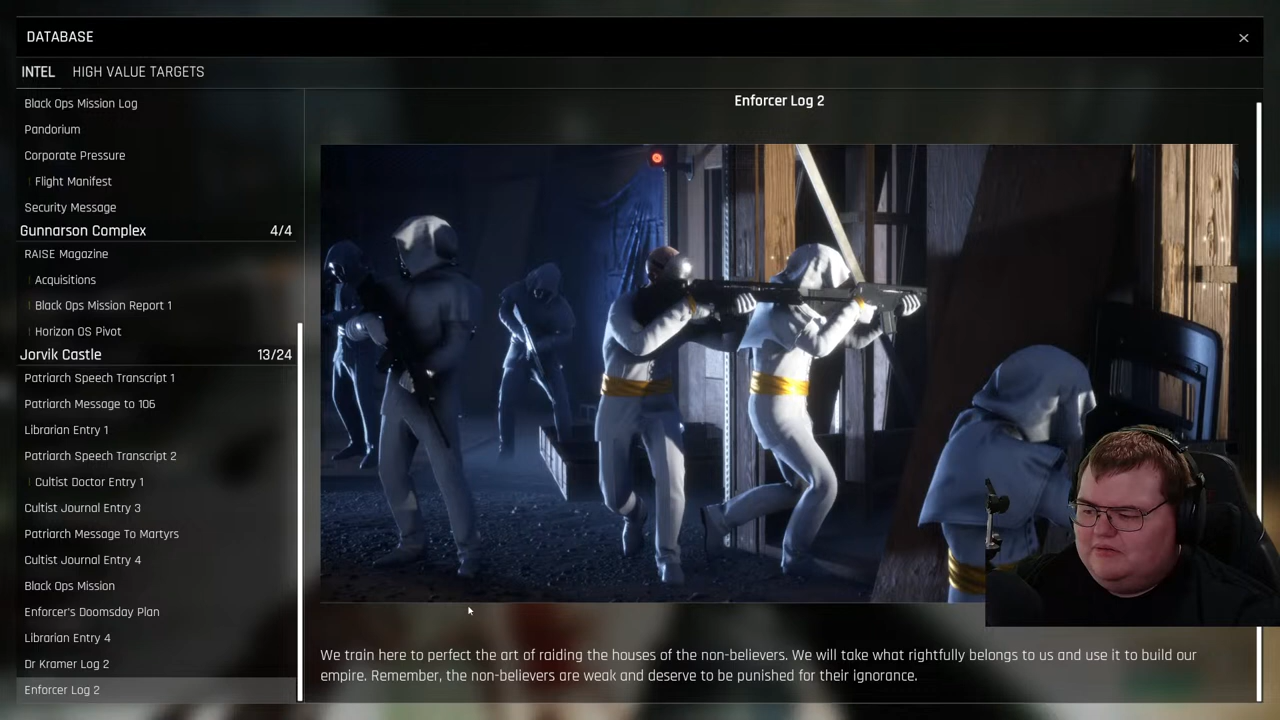 DATABASE
INTEL
HIGH VALUE TARGETS
Black Ops Mission Log
Pandorium
Corporate Pressure
Flight Manifest
Security Message
Gunnarson Complex 4/4
RAISE Magazine
Acquisitions
Black Ops Mission Report 1
Horizon OS Pivot
Jorvik Castle 13/24
Patriarch Speech Transcript 1
Patriarch Message to 106
Librarian Entry 1
Patriarch Speech Transcript 2
Cultist Doctor Entry 1
Cultist Journal Entry 3
Patriarch Message To Martyrs
Cultist Journal Entry 4
Black Ops Mission
Enforcer's Doomsday Plan
Librarian Entry 4
Dr Kramer Log 2
Enforcer Log 2
Enforcer Log 2
We train here to perfect the art of raiding the houses of the non-believers. We will take what rightfully belongs to us and use it to build our
empire. Remember, the non-believers are weak and deserve to be punished for their ignorance.